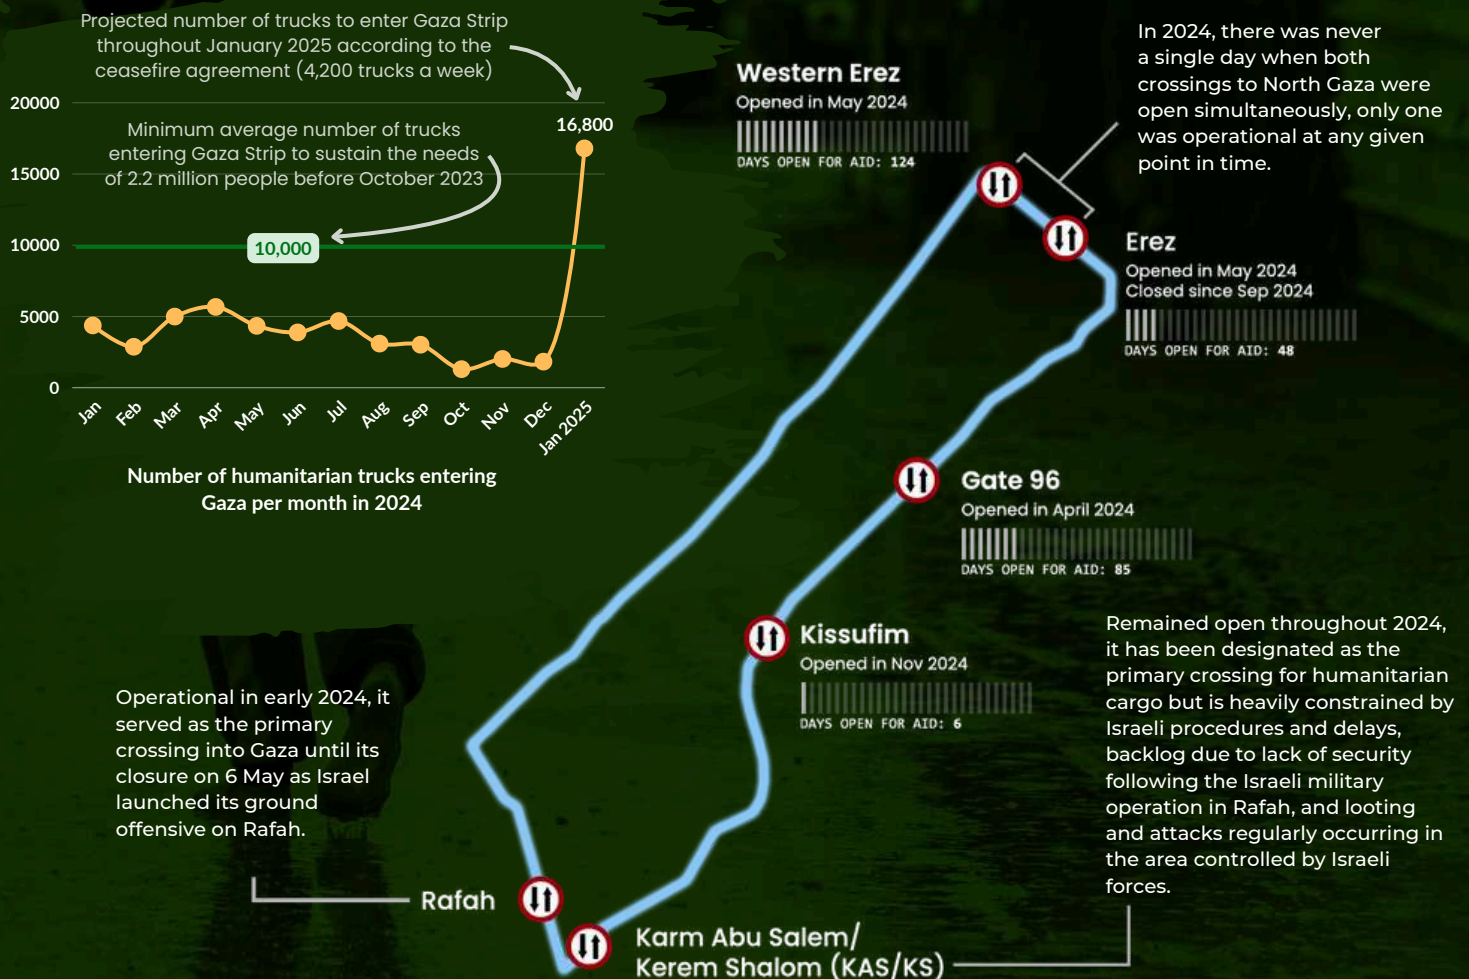 Projected number of trucks to enter Gaza Strip
throughout January 2025 according to the
ceasefire agreement (4,200 trucks a week)
20000
16,800
Minimum average number of trucks
entering Gaza Strip to sustain the needs
of 2.2 million people before October 2023
15000
10000
10,000
5000
0
Jan
Feb
Mar
Apr
May
Jun
Jul
Aug
Sep
Oct
Nov
Dec
Jan 2025
Number of humanitarian trucks entering
Gaza per month in 2024
Western Erez
Opened in May 2024
DAYS OPEN FOR AID: 124
In 2024, there was never
a single day when both
crossings to North Gaza were
open simultaneously, only one
was operational at any given
point in time.
Erez
Opened in May 2024
Closed since Sep 2024
DAYS OPEN FOR AID: 48
Gate 96
Opened in April 2024
DAYS OPEN FOR AID: 85
Kissufim
Opened in Nov 2024
DAYS OPEN FOR AID: 6
Remained open throughout 2024,
it has been designated as the
primary crossing for humanitarian
cargo but is heavily constrained by
Israeli procedures and delays,
backlog due to lack of security
following the Israeli military
operation in Rafah, and looting
and attacks regularly occurring in
the area controlled by Israeli
forces.
Operational in early 2024, it
served as the primary
crossing into Gaza until its
closure on 6 May as Israel
launched its ground
offensive on Rafah.
Rafah
Karm Abu Salem/
Kerem Shalom (KAS/KS)